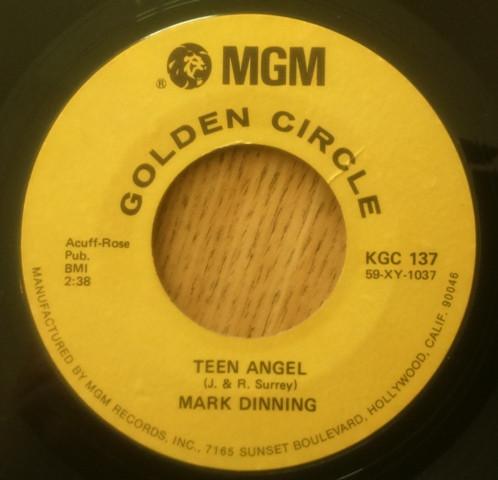 ® MGM
GOLDEN CIRCLE
Acuff-Rose
Pub.
BMI
2:38
KGC 137
59-XY-1037
TEEN ANGEL
(J. & R. Surrey)
MARK DINNING
MANUFACTURED BY MGM RECORDS, INC., 7165 SUNSET BOULEVARD, HOLLYWOOD, CALIF. 90046